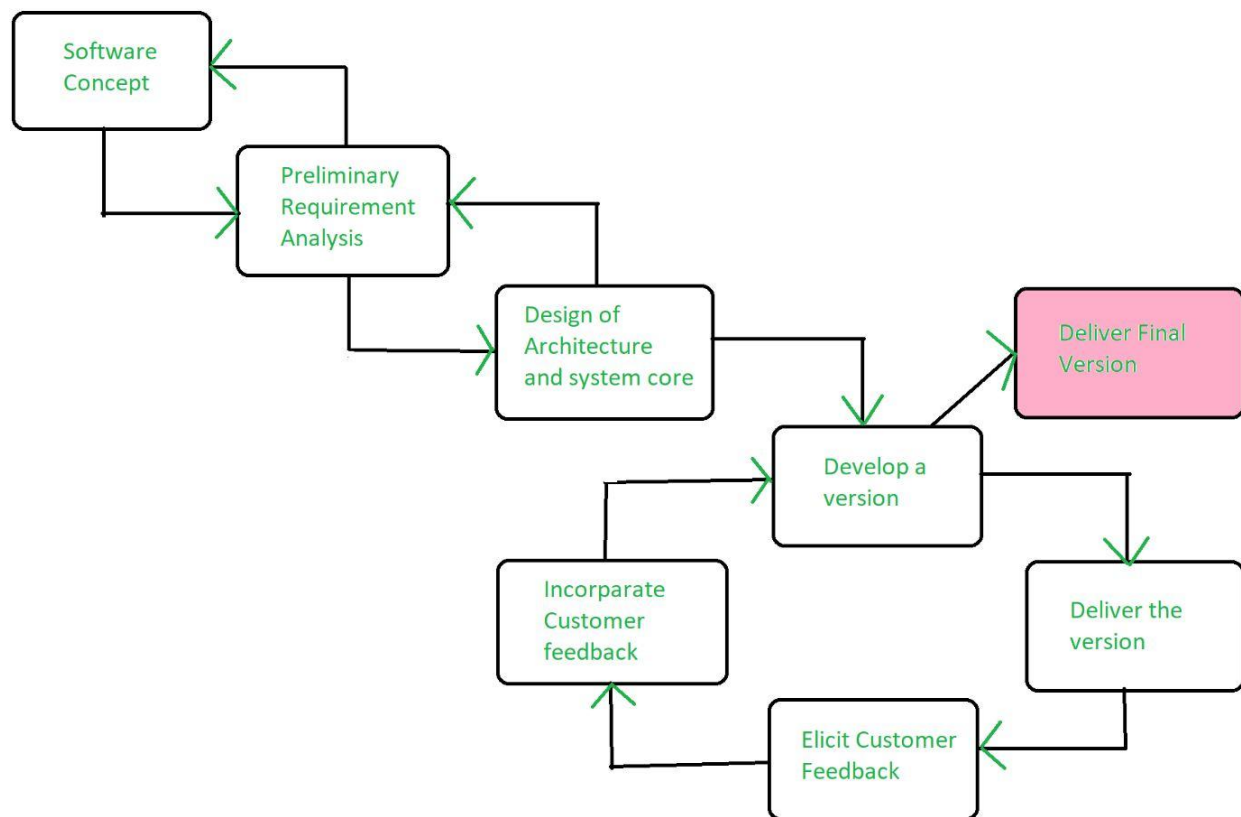 Software
Concept
Preliminary
Requirement
Analysis
Design of
Architecture
and system core
Deliver Final
Version
Develop a
version
Incorparate
Customer
feedback
Deliver the
version
Elicit Customer
Feedback